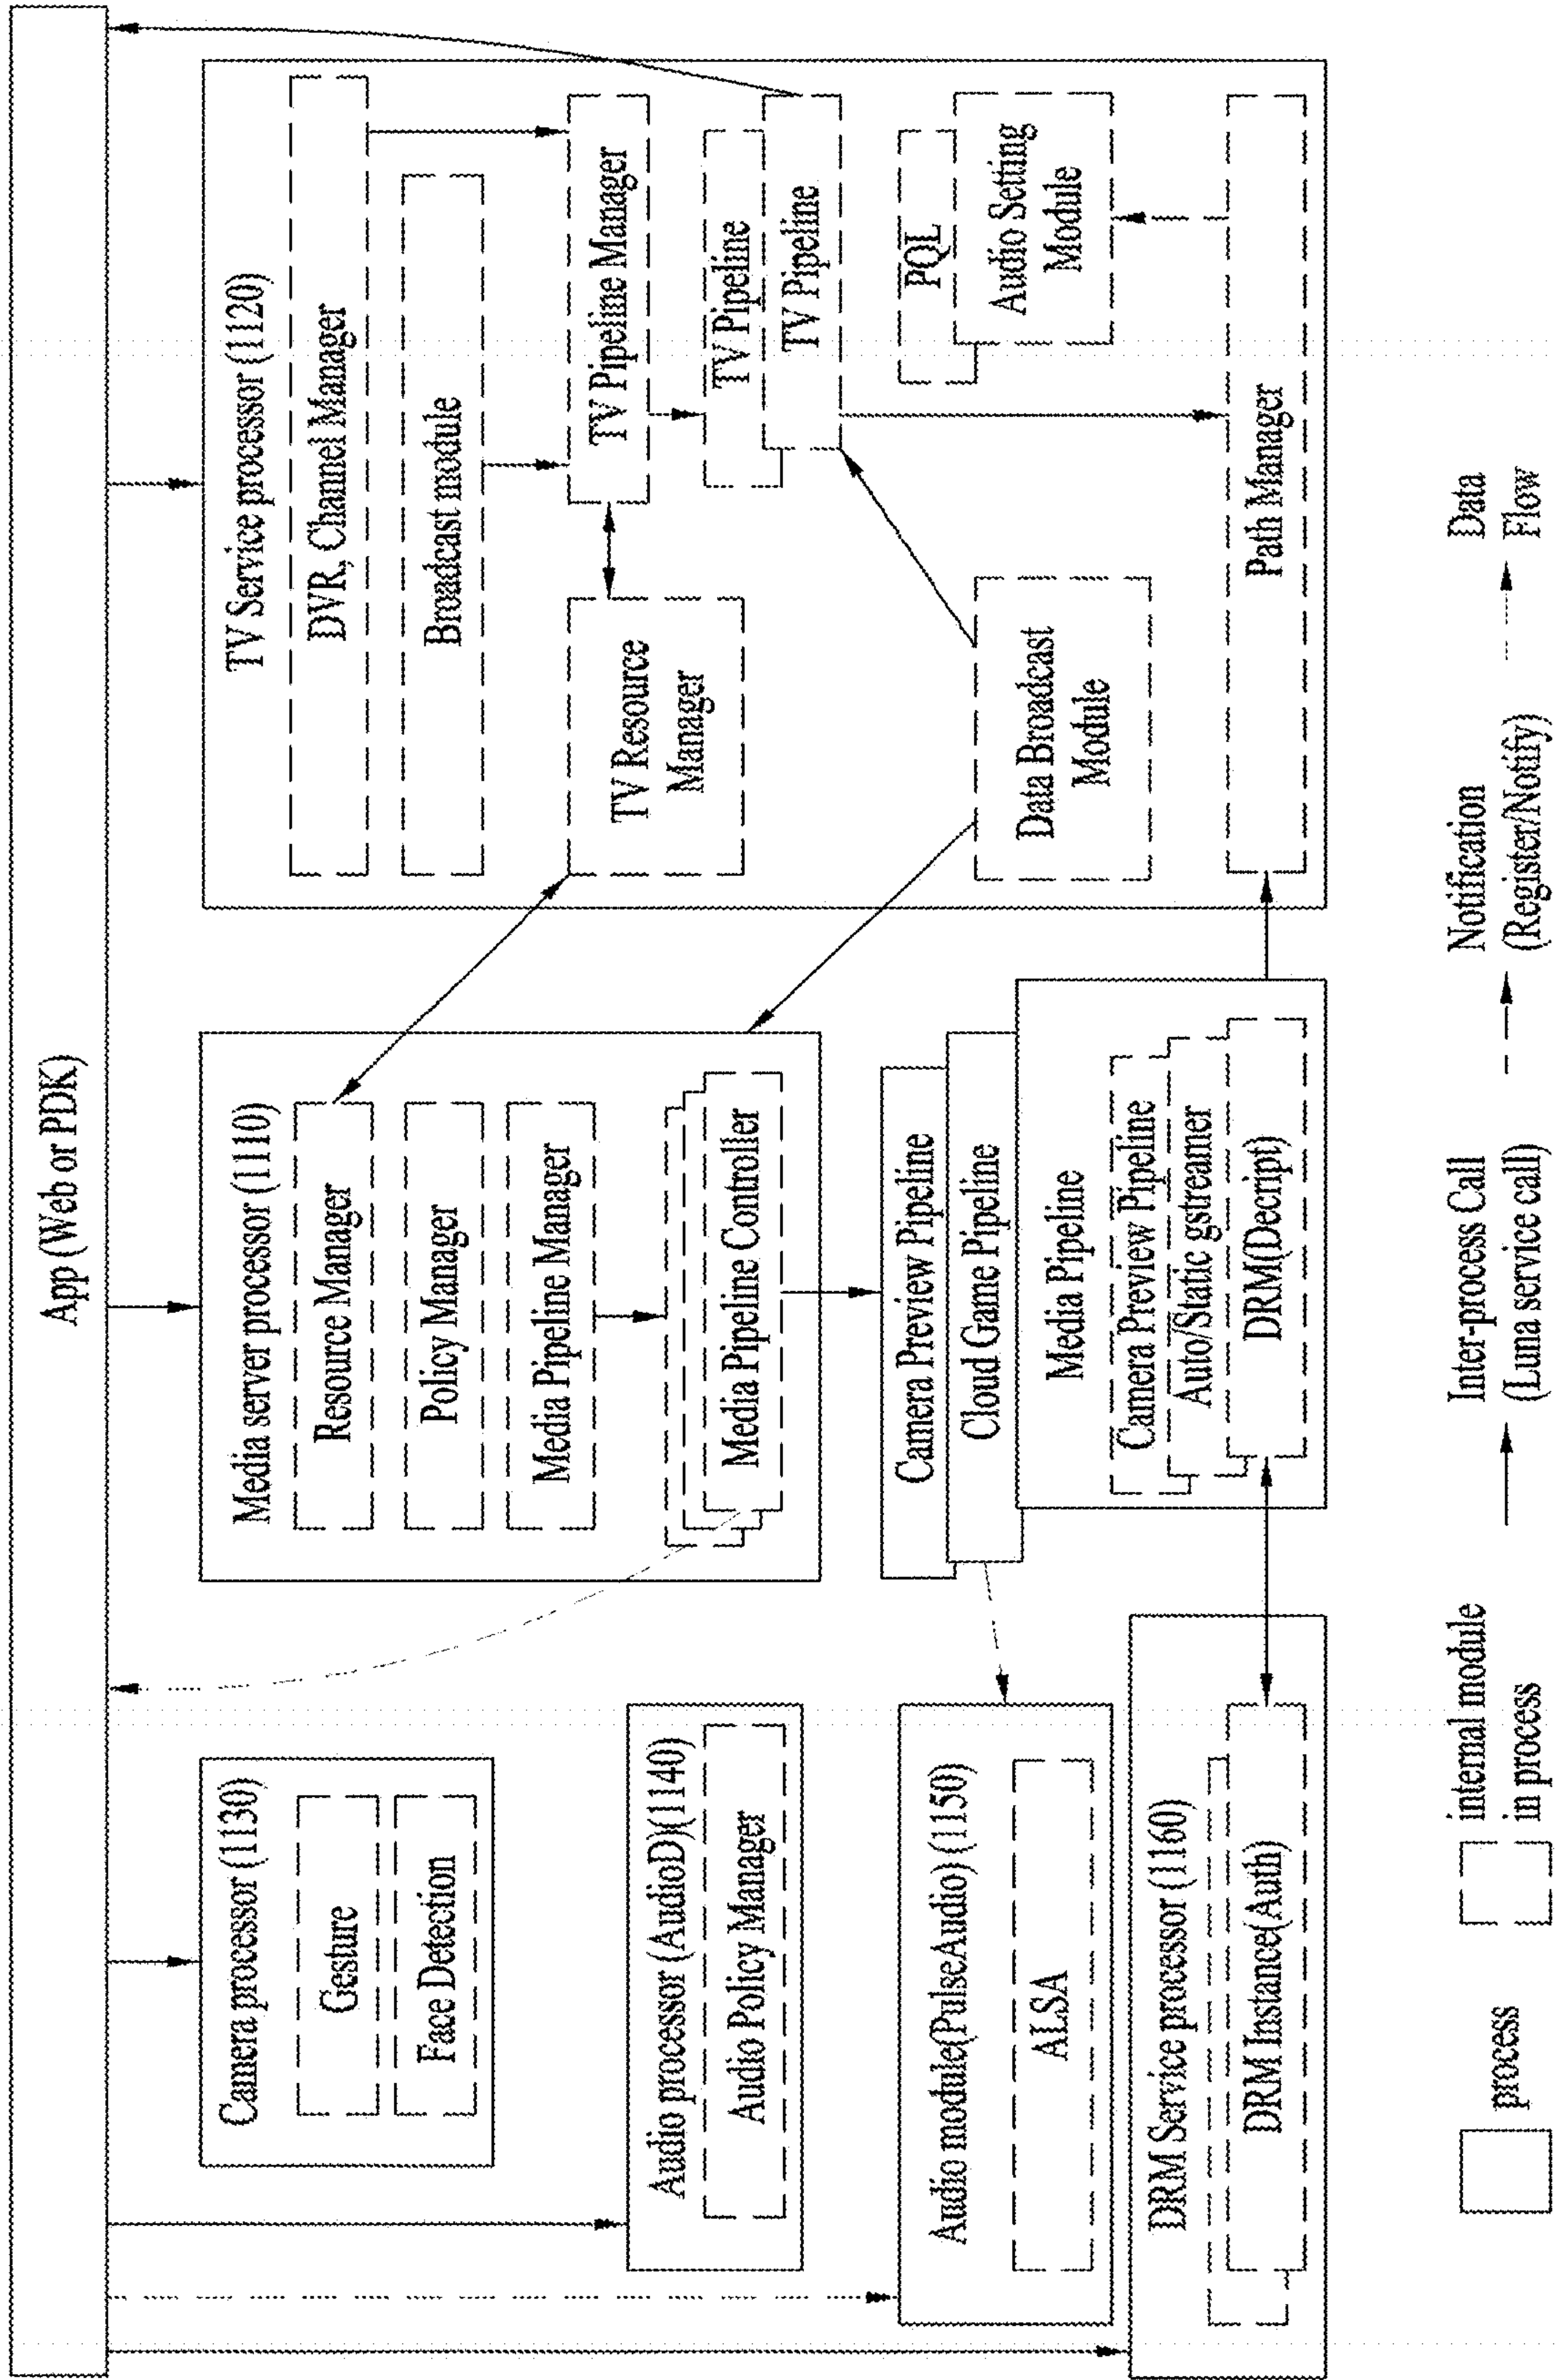 App (Web or PDK)
Camera processor (1130)
Gesture
Face Detection
Audio processor (AudioD)(1140)
Audio Policy Manager
Audio module(PulseAudio) (1150)
ALSA
DRM Service processor (1160)
DRM Instance(Auth)
Media server processor (1110)
Resource Manager
Policy Manager
Media Pipeline Manager
Media Pipeline Controller
Camera Preview Pipeline
Cloud Game Pipeline
Media Pipeline
Camera Preview Pipeline
Auto/Static gstreamer
DRM(Decript)
TV Service processor (1120)
DVR, Channel Manager
Broadcast module
TV Resource
Manager
TV Pipeline Manager
TV Pipeline
TV Pipeline
Data Broadcast
Module
PQL
Audio Setting
Module
Path Manager
process
internal module
in process
Inter-process Call
(Luna service call)
Notification
(Register/Notify)
Data
Flow